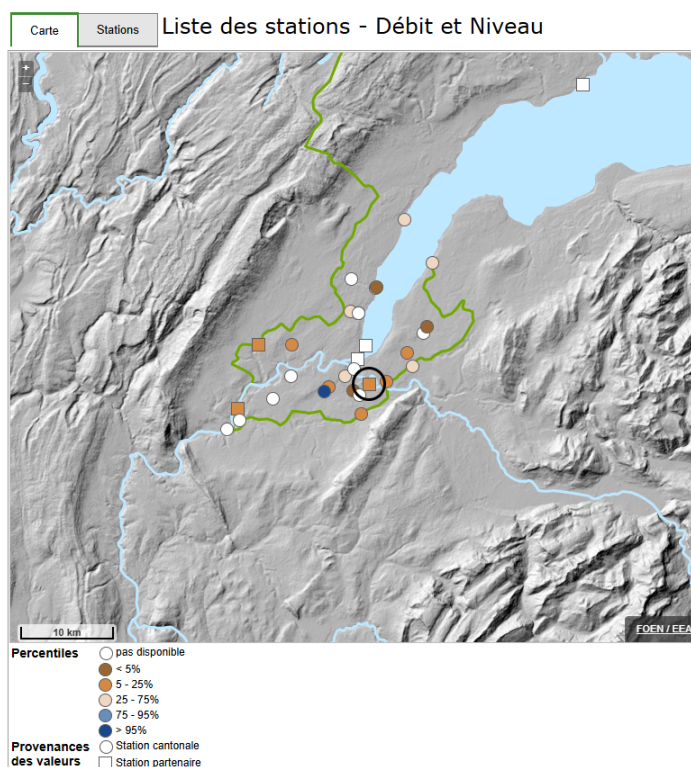 Carte
Stations
Liste des stations - Débit et Niveau
+
−
10 km
FOEN / EEA
Percentiles
pas disponible
< 5%
5 - 25%
25 - 75%
75 - 95%
> 95%
Provenances
des valeurs
Station cantonale
Station partenaire